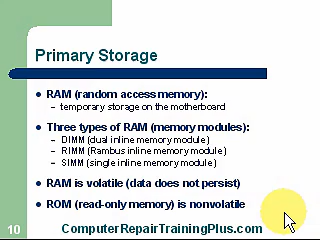 Primary Storage
RAM (random access memory):
– temporary storage on the motherboard
Three types of RAM (memory modules):
– DIMM (dual inline memory module)
– RIMM (Rambus inline memory module)
– SIMM (single inline memory module)
RAM is volatile (data does not persist)
ROM (read-only memory) is nonvolatile
10
ComputerRepairTrainingPlus.com